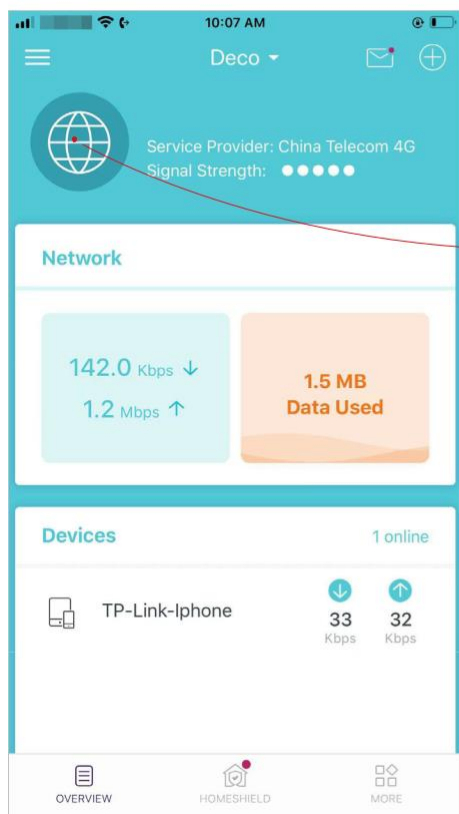 10:07 AM
Deco
Service Provider: China Telecom 4G
Signal Strength:
Network
142.0 Kbps ↓
1.2 Mbps ↑
1.5 MB
Data Used
Devices
1 online
TP-Link-Iphone
33
32
Kbps
Kbps
OVERVIEW
HOMESHIELD
MORE